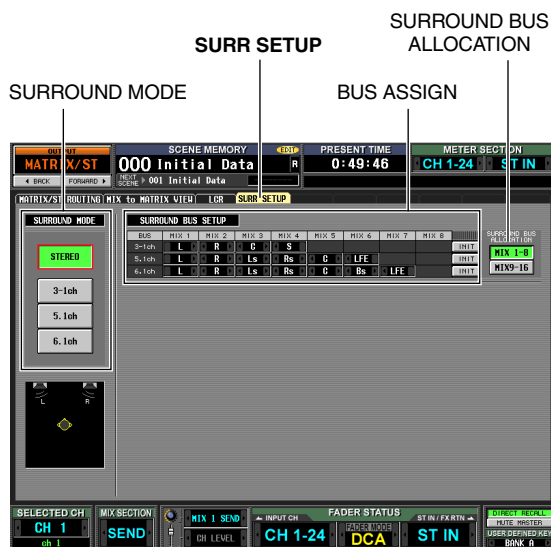 SURROUND BUS
ALLOCATION
SURR SETUP
SURROUND MODE
BUS ASSIGN
OUTPUT
MATRIX/ST
BACK FORWARD
SCENE MEMORY EDIT
000 Initial Data R
NEXT SCENE 001 Initial Data
PRESENT TIME
0:49:46
METER SECTION
CH 1-24 ST IN
MATRIX/ST ROUTING MIX to MATRIX VIEW LCR SURR SETUP
SURROUND MODE
STEREO
3-1ch
5.1ch
6.1ch
SURROUND BUS SETUP
BUS MIX 1 MIX 2 MIX 3 MIX 4 MIX 5 MIX 6 MIX 7 MIX 8
3-1ch L R C S INIT
5.1ch L R Ls Rs C LFE INIT
6.1ch L R Ls Rs C Bs LFE INIT
SURROUND BUS
ALLOCATION
MIX 1-8
MIX9-16
L R
SELECTED CH
CH 1
ch 1
MIX SECTION
SEND
MIX 1 SEND
CH LEVEL
FADER STATUS
INPUT CH
CH 1-24
FADER MODE
DCA
ST IN / FX RTN
ST IN
DIRECT RECALL
MUTE MASTER
USER DEFINED KEY
BANK A